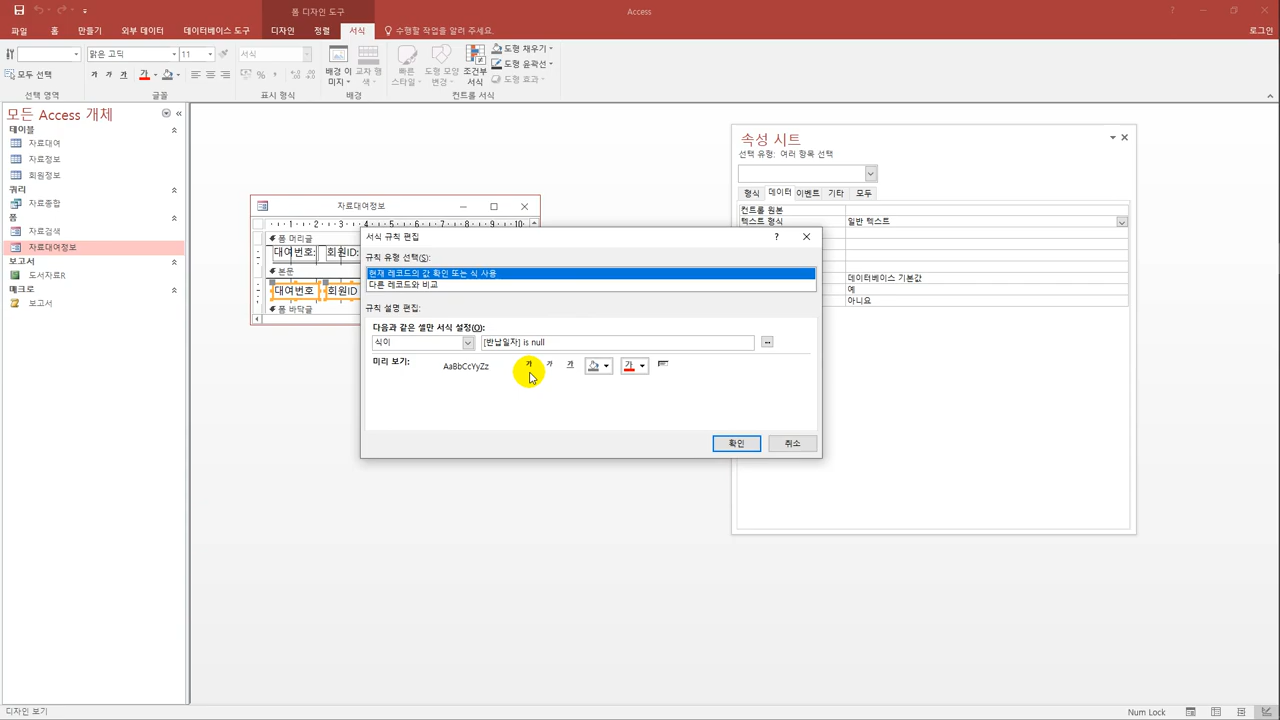 폼 디자인 도구
Access
파일 홈 만들기 외부 데이터 데이터베이스 도구 디자인 정렬 서식 수행할 작업을 알려 주세요.
로그인
맑은 고딕 11 서식
모두 선택
가 가 가 가
배경 이미지 교차 행 색
빠른 스타일 도형 모양 변경 조건부 서식
도형 채우기
도형 윤곽선
도형 효과
선택 영역 글꼴 표시 형식 배경 컨트롤 서식
모든 Access 개체
테이블
자료대여
자료정보
회원정보
쿼리
자료종합
폼
자료검색
자료대여정보
보고서
도서자료R
매크로
보고서
자료대여정보
폼 머리글
대여번호: 회원ID:
본문
대여번호 회원ID
폼 바닥글
속성 시트
선택 유형: 여러 항목 선택
형식 데이터 이벤트 기타 모두
컨트롤 원본
텍스트 형식 일반 텍스트
데이터베이스 기본값
예
아니요
서식 규칙 편집
규칙 유형 선택(S):
현재 레코드의 값 확인 또는 식 사용
다른 레코드와 비교
규칙 설명 편집:
다음과 같은 셀만 서식 설정(O):
식이 [반납일자] is null
미리 보기: AaBbCcYyZz 가 가 가 가
확인 취소
디자인 보기
Num Lock